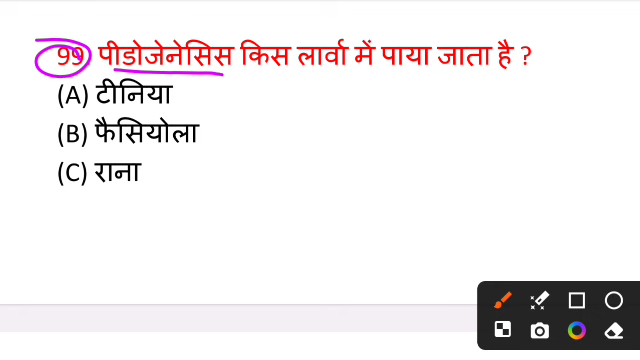 99 पीडोजेनेसिस किस लार्वा में पाया जाता है ?
(A) टीनिया
(B) फैसियोला
(C) राना